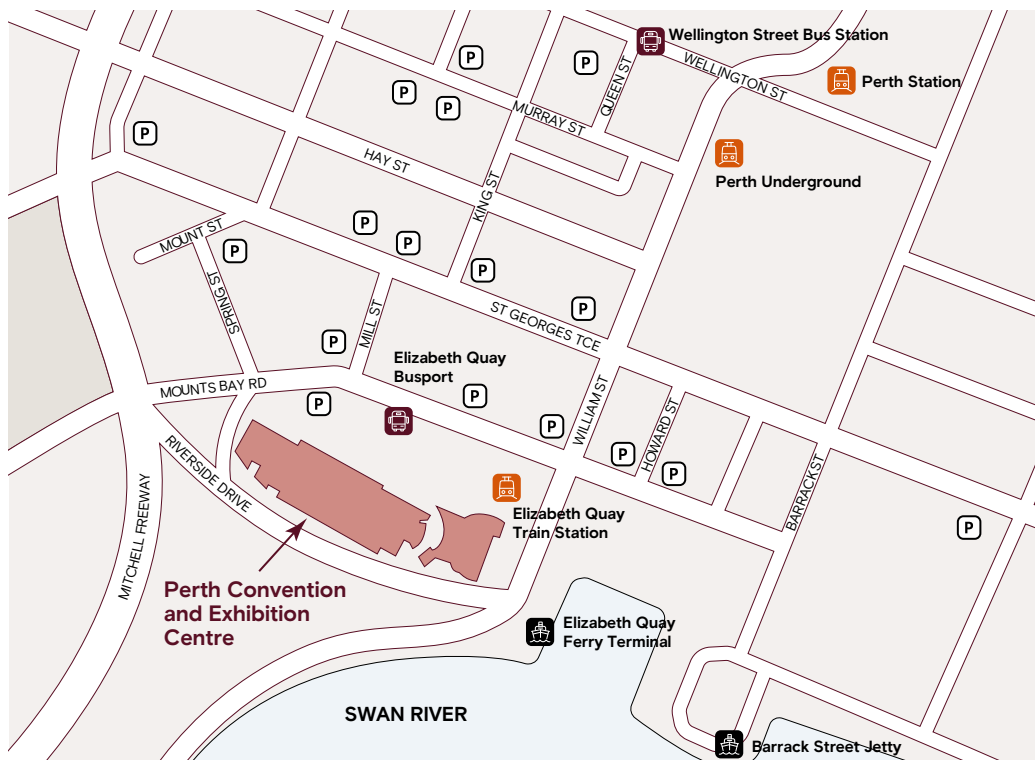 Wellington Street Bus Station
P
P
WELLINGTON ST
Perth Station
P
P
QUEEN ST
MURRAY ST
P
HAY ST
Perth Underground
KING ST
MOUNT ST
P
P
P
P
SPRING ST
MILL ST
P
ST GEORGES TCE
P
Elizabeth Quay
Busport
MOUNTS BAY RD
P
P
WILLIAM ST
HOWARD ST
P
P
P
RIVERSIDE DRIVE
BARRACK ST
MITCHELL FREEWAY
Elizabeth Quay
Train Station
P
Perth Convention
and Exhibition
Centre
Elizabeth Quay
Ferry Terminal
SWAN RIVER
Barrack Street Jetty